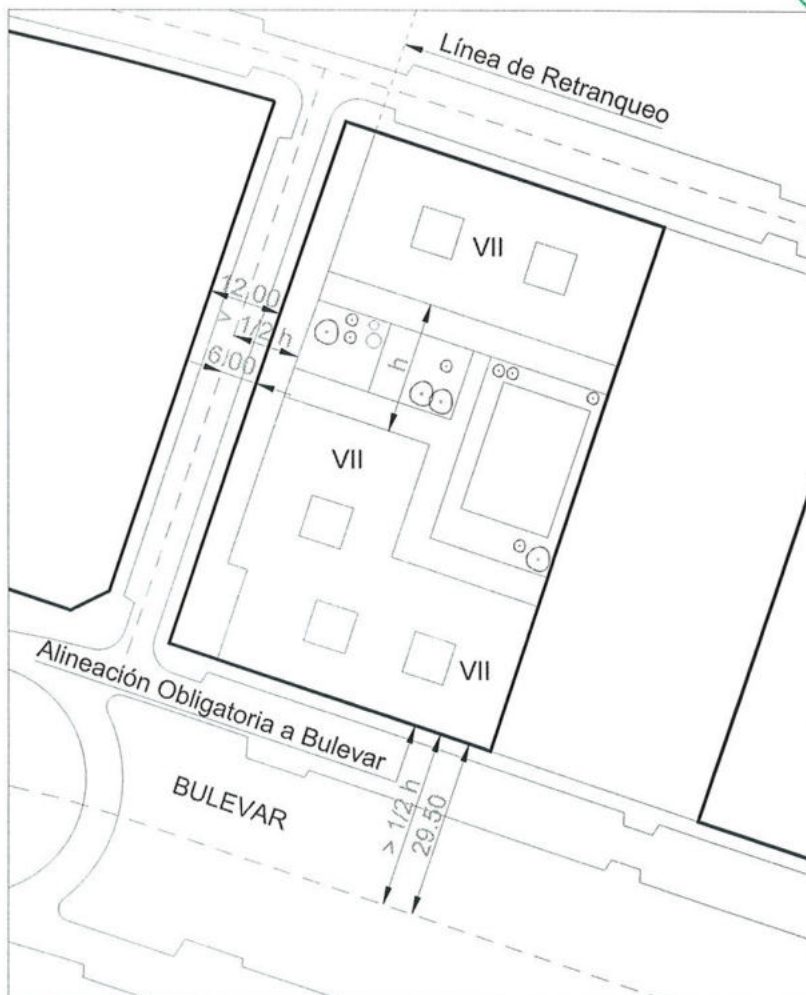 Línea de Retranqueo
VII
12.00
> 1/2 h
6.00
h
VII
VII
Alineación Obligatoria a Bulevar
BULEVAR
> 1/2 h
29.50